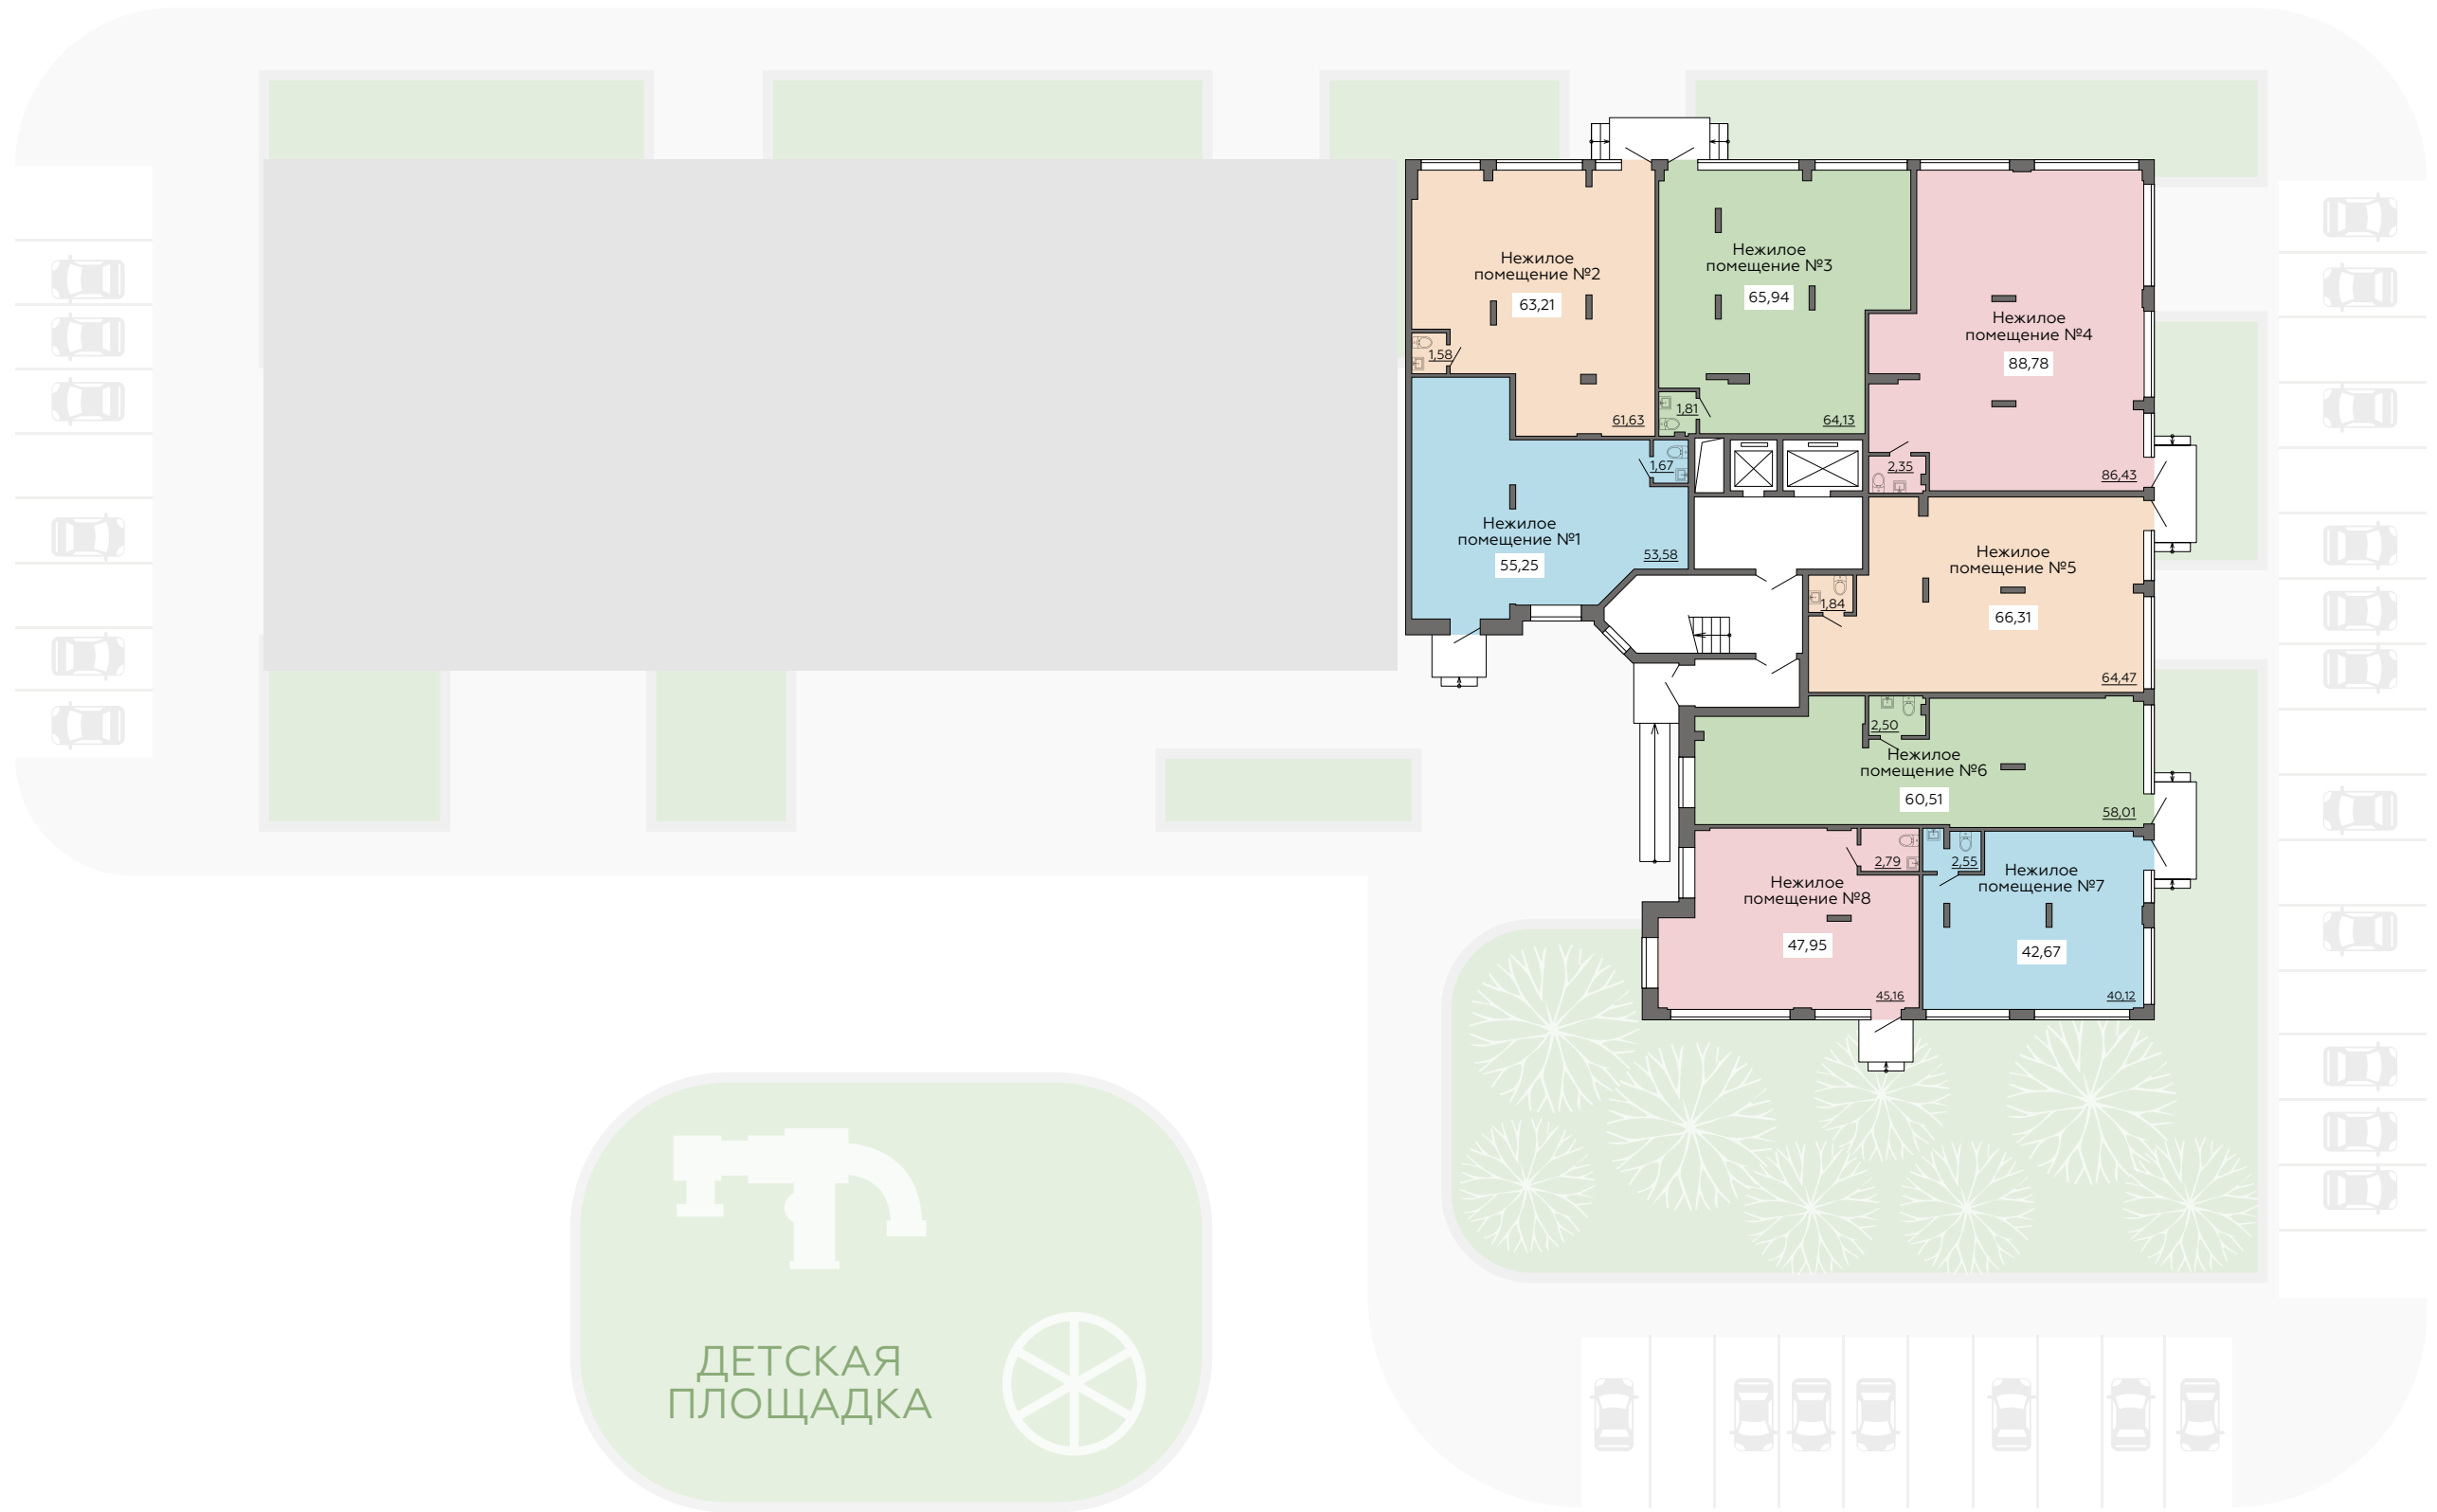 Нежилое
помещение №2
63,21
1,58
61,63
Нежилое
помещение №3
65,94
1,81
64,13
Нежилое
помещение №4
88,78
2,35
86,43
Нежилое
помещение №1
55,25
1,67
53,58
Нежилое
помещение №5
66,31
1,84
64,47
2,50
Нежилое
помещение №6
60,51
58,01
2,79
Нежилое
помещение №8
47,95
45,16
2,55
Нежилое
помещение №7
42,67
40,12
ДЕТСКАЯ
ПЛОЩАДКА